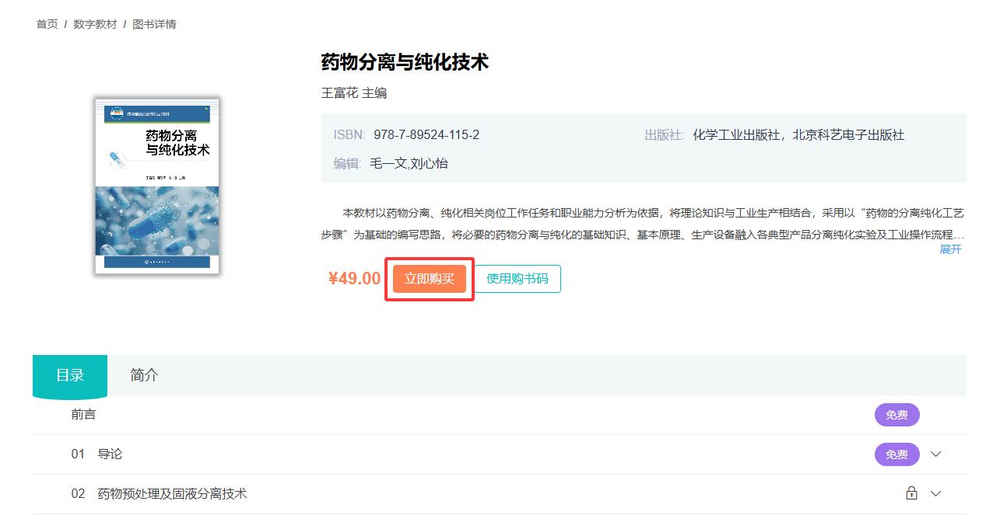 首页 / 数字教材 / 图书详情
药物分离与纯化技术
王富花 主编
药物分离
与纯化技术
ISBN: 978-7-89524-115-2
出版社: 化学工业出版社，北京科艺电子出版社
编辑: 毛一文,刘心怡
本教材以药物分离、纯化相关岗位工作任务和职业能力分析为依据，将理论知识与工业生产相结合，采用以“药物的分离纯化工艺
步骤”为基础的编写思路，将必要的药物分离与纯化的基础知识、基本原理、生产设备融入各典型产品分离纯化实验及工业操作流程...
展开
¥49.00 立即购买 使用购书码
目录 简介
前言 免费
01 导论 免费
02 药物预处理及固液分离技术